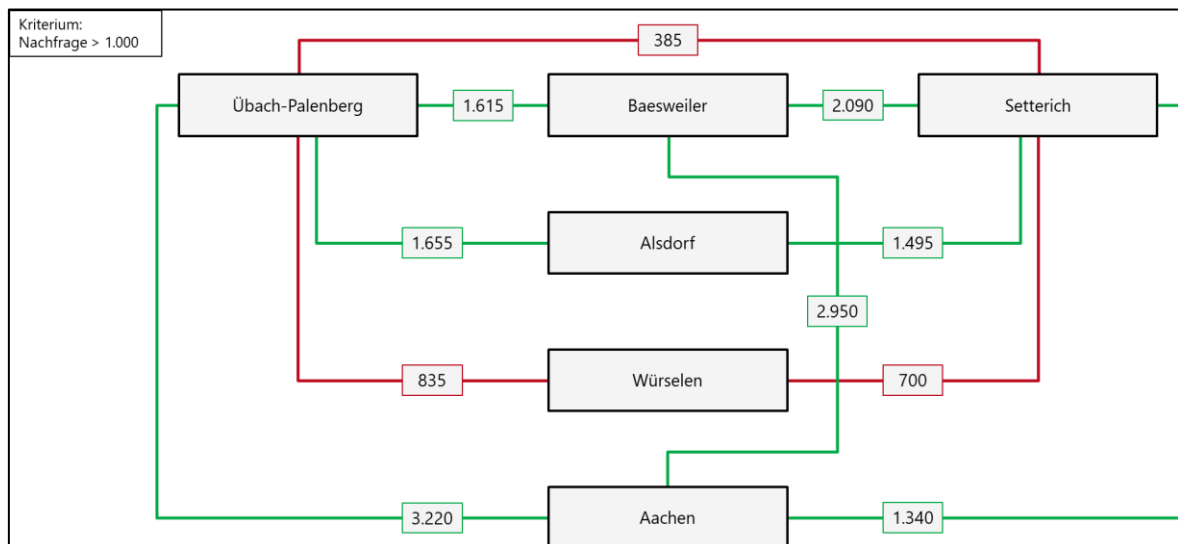 Kriterium:
Nachfrage > 1.000
385
Übach-Palenberg
1.615
Baesweiler
2.090
Setterich
1.655
Alsdorf
1.495
2.950
835
Würselen
700
3.220
Aachen
1.340